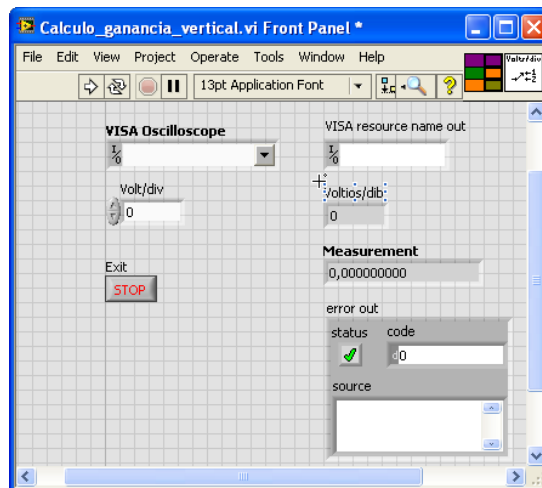 Calculo_ganancia_vertical.vi Front Panel *
File Edit View Project Operate Tools Window Help
13pt Application Font
Volts/div
VISA Oscilloscope
VISA resource name out
Volt/div
Voltios/dib
0
0
Measurement
0,000000000
Exit
STOP
error out
status code
0
source